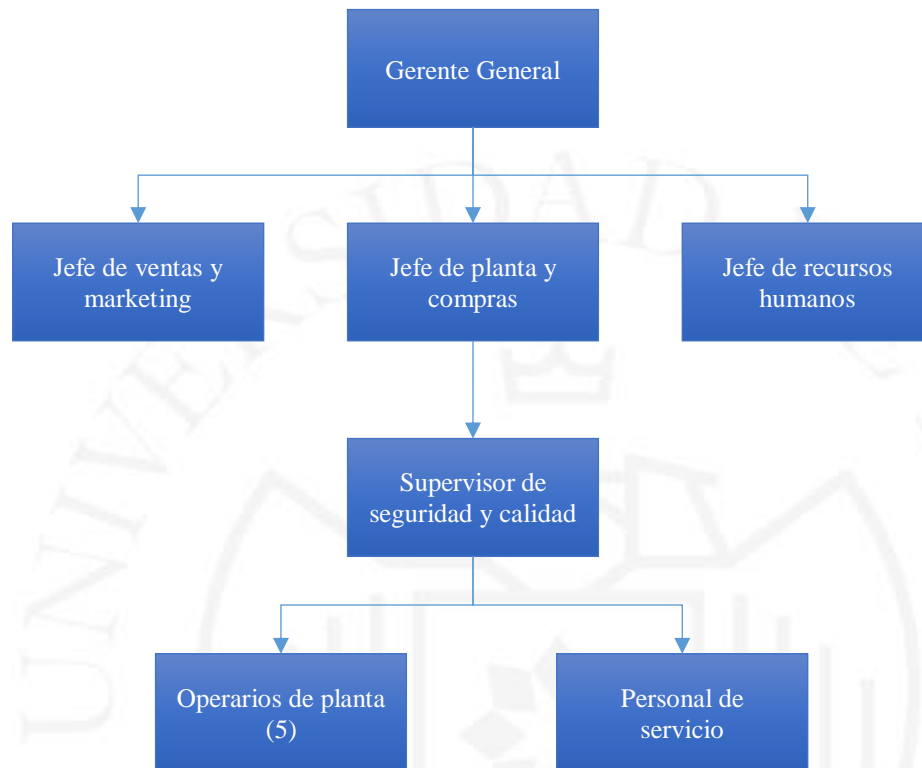 Gerente General
Jefe de ventas y
marketing
Jefe de planta y
compras
Jefe de recursos
humanos
Supervisor de
seguridad y calidad
Operarios de planta
(5)
Personal de
servicio
UNIVERSIDAD